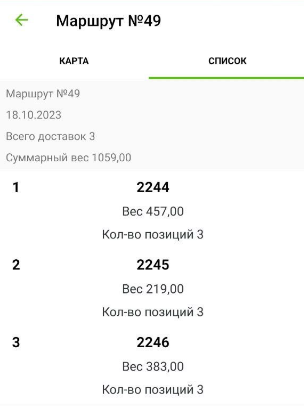 Маршрут №49
КАРТА СПИСОК
Маршрут №49
18.10.2023
Всего доставок 3
Суммарный вес 1059,00
1 2244
Вес 457,00
Кол-во позиций 3
2 2245
Вес 219,00
Кол-во позиций 3
3 2246
Вес 383,00
Кол-во позиций 3